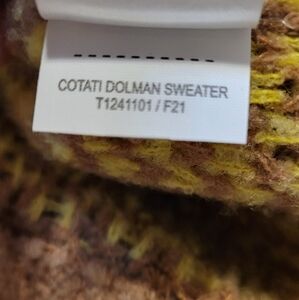 COTATI DOLMAN SWEATER
T1241101 / F21